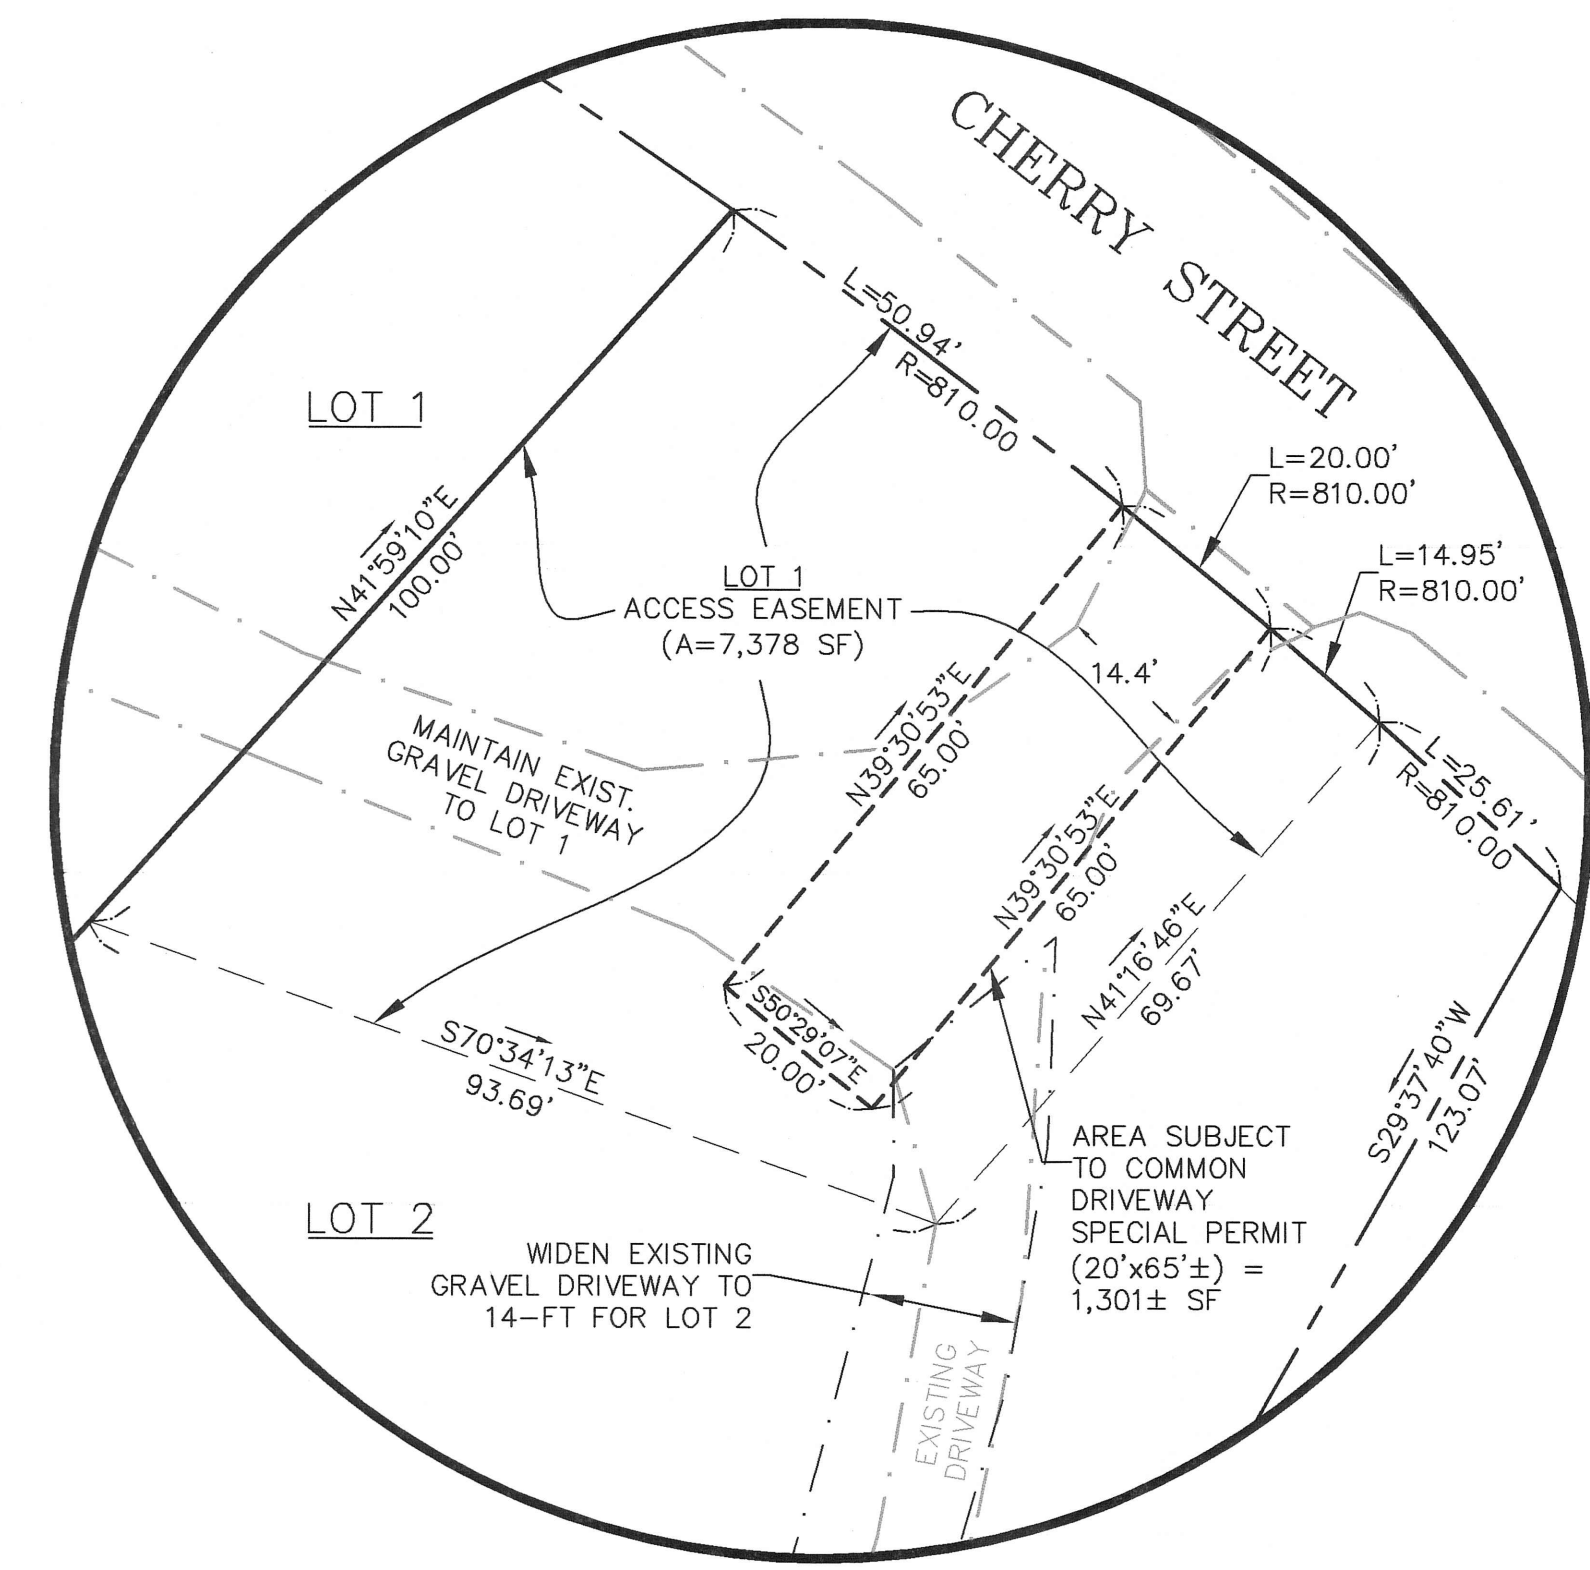 CHERRY STREET
L=50.94'
R=810.00
LOT 1
L=20.00'
R=810.00'
N41°59'10"E
100.00'
L=14.95'
R=810.00'
LOT 1
ACCESS EASEMENT
(A=7,378 SF)
14.4'
N39°30'53"E
65.00'
MAINTAIN EXIST.
GRAVEL DRIVEWAY
TO LOT 1
L=25.61'
R=810.00
N39°30'53"E
65.00'
N41°16'46"E
69.67'
S50°29'07"E
20.00'
S70°34'13"E
93.69'
S29°37'40"W
123.07'
AREA SUBJECT
TO COMMON
DRIVEWAY
SPECIAL PERMIT
(20'x65'±) =
1,301± SF
LOT 2
WIDEN EXISTING
GRAVEL DRIVEWAY TO
14-FT FOR LOT 2
EXISTING
DRIVEWAY